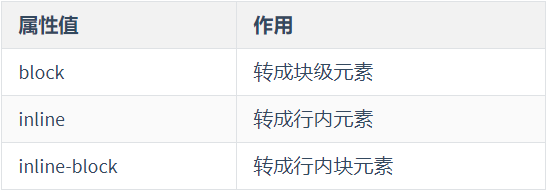 属性值 作用
block 转成块级元素
inline 转成行内元素
inline-block 转成行内块元素